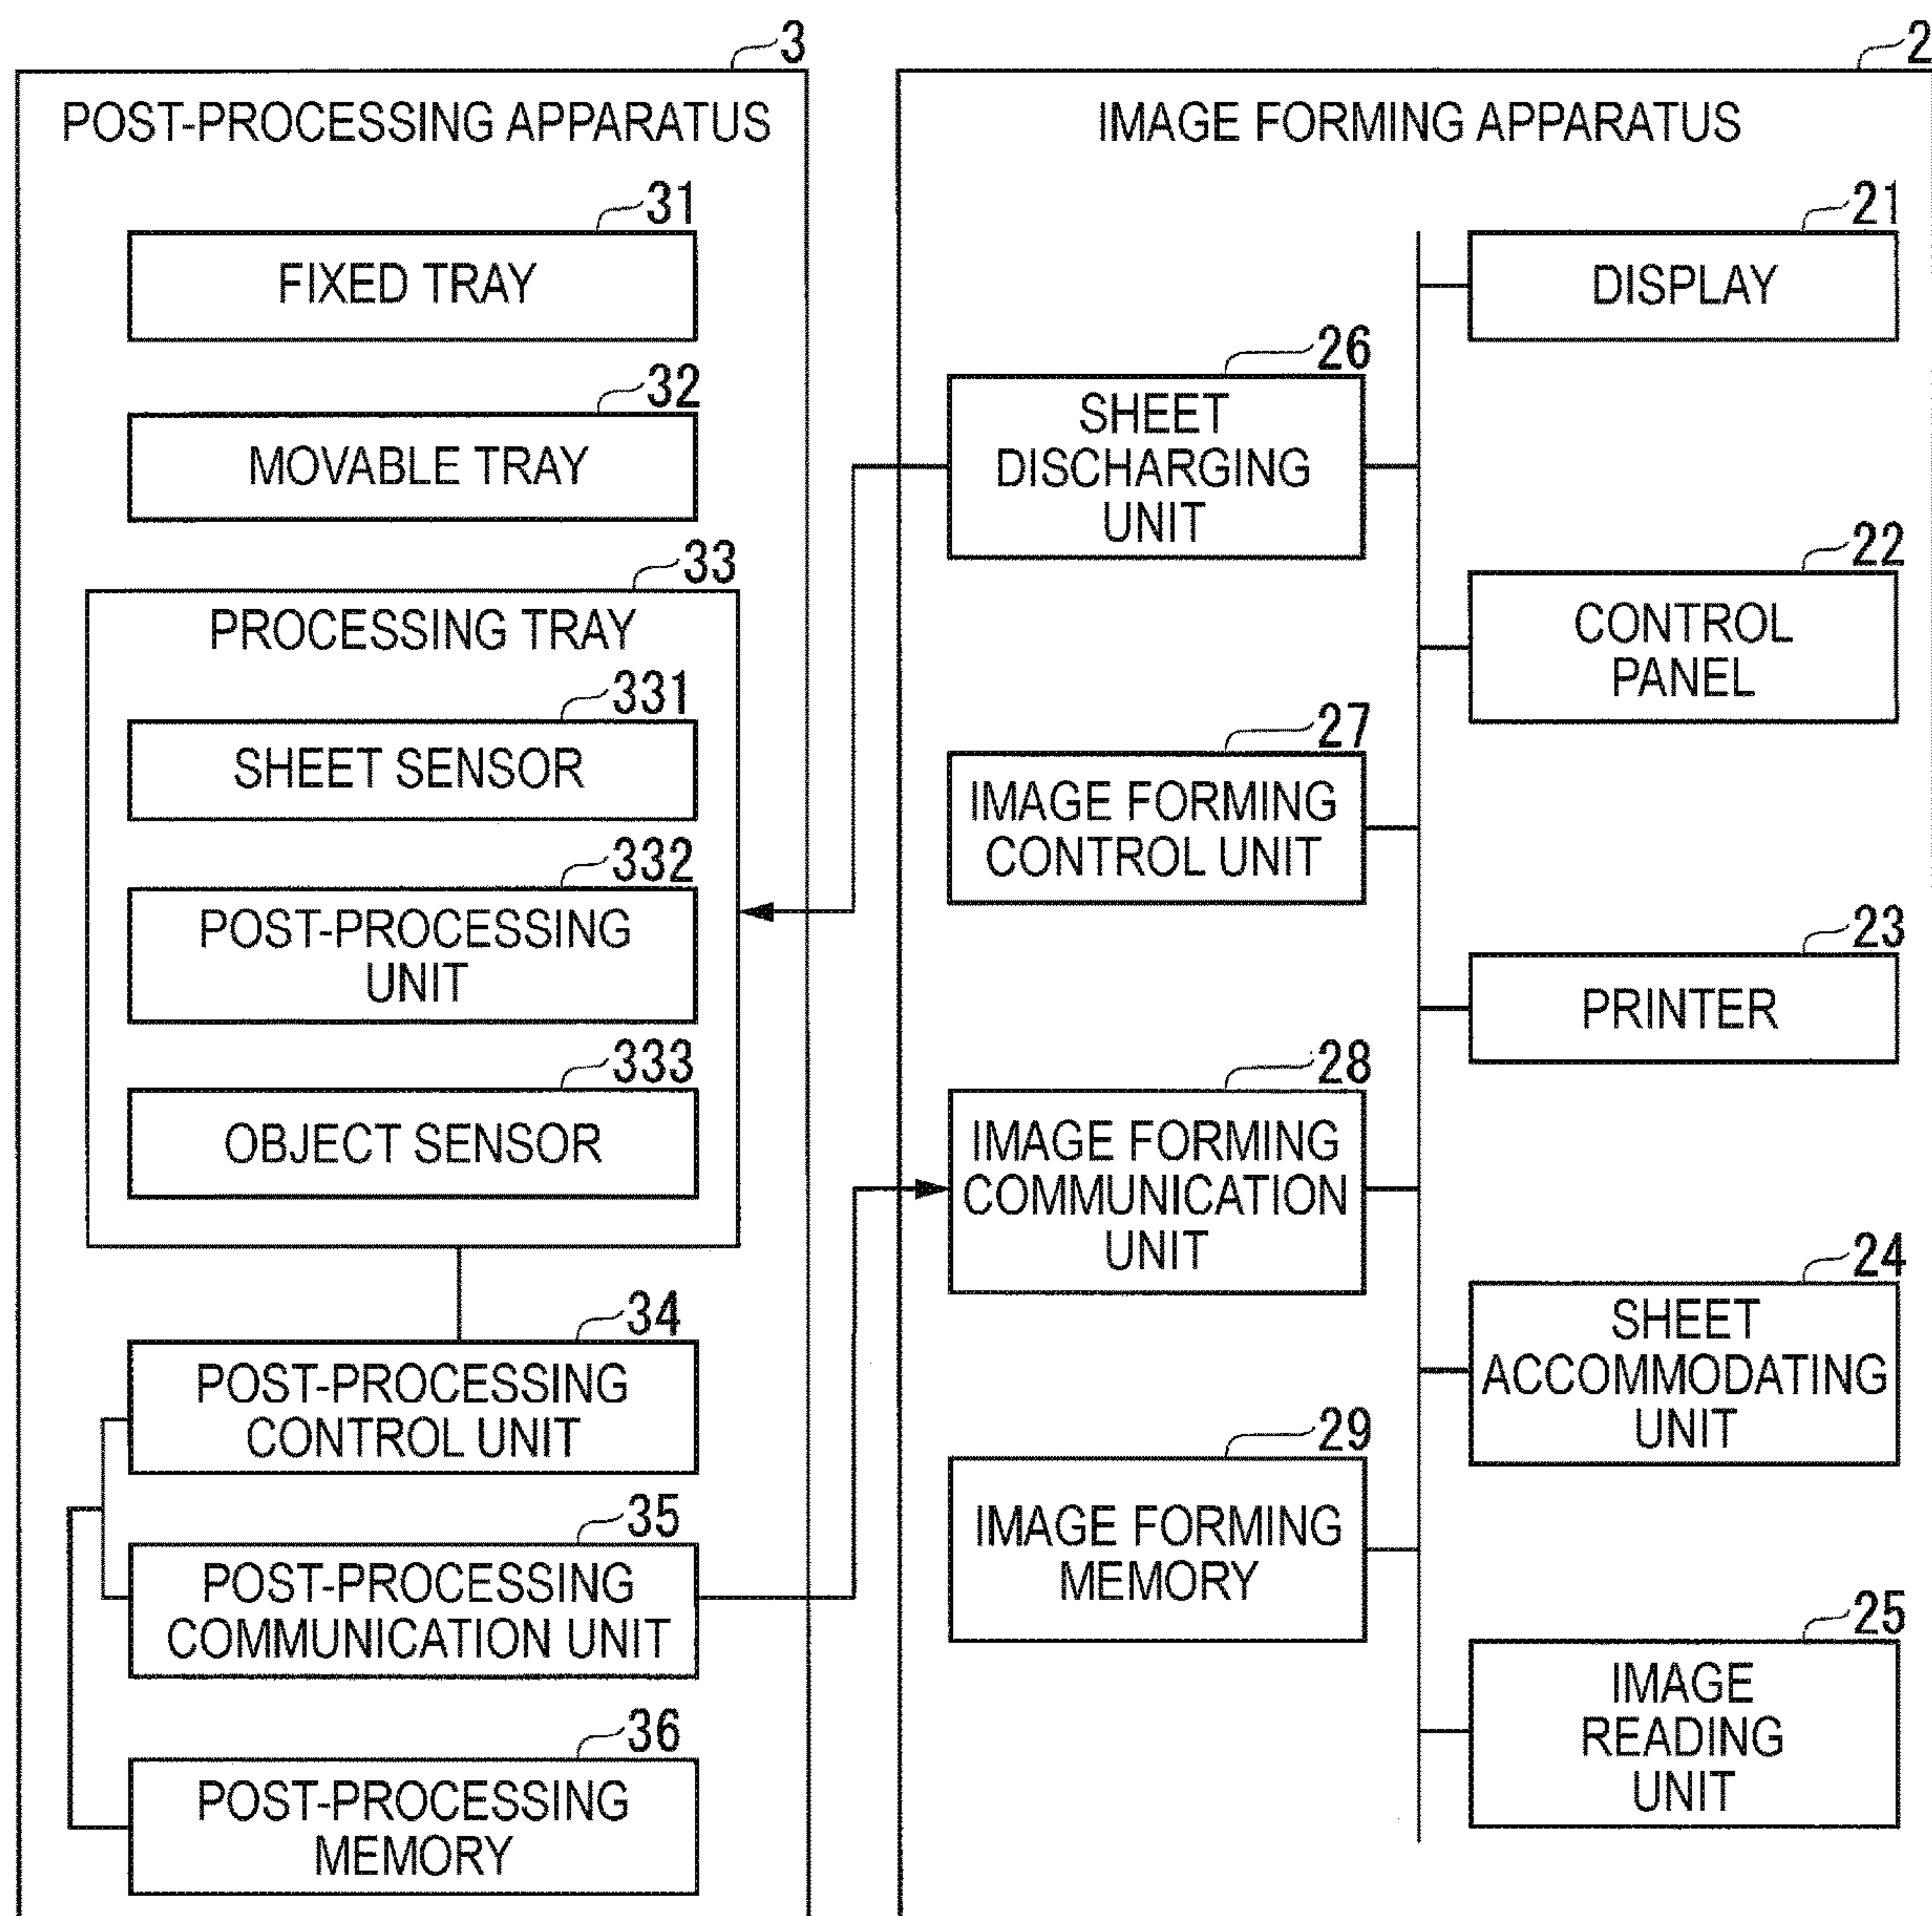 3
POST-PROCESSING APPARATUS
31
FIXED TRAY
32
MOVABLE TRAY
33
PROCESSING TRAY
331
SHEET SENSOR
332
POST-PROCESSING
UNIT
333
OBJECT SENSOR
34
POST-PROCESSING
CONTROL UNIT
35
POST-PROCESSING
COMMUNICATION UNIT
36
POST-PROCESSING
MEMORY
2
IMAGE FORMING APPARATUS
26
SHEET
DISCHARGING
UNIT
27
IMAGE FORMING
CONTROL UNIT
28
IMAGE FORMING
COMMUNICATION
UNIT
29
IMAGE FORMING
MEMORY
21
DISPLAY
22
CONTROL
PANEL
23
PRINTER
24
SHEET
ACCOMMODATING
UNIT
25
IMAGE
READING
UNIT